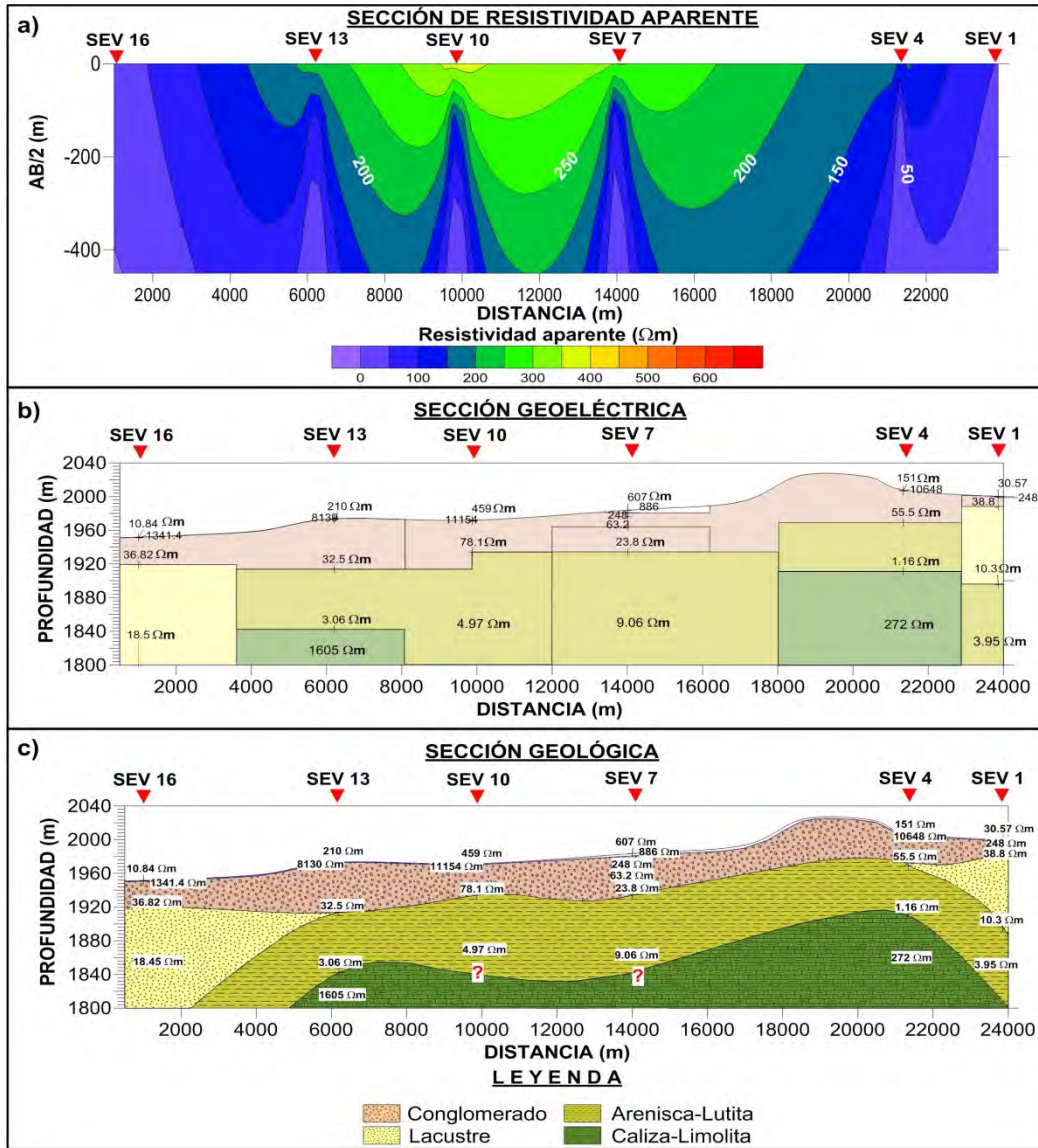 a)
SECCIÓN DE RESISTIVIDAD APARENTE
SEV 16 SEV 13 SEV 10 SEV 7 SEV 4 SEV 1
AB/2 (m)
0
-200
-400
200 250 200 150 50
2000 4000 6000 8000 10000 12000 14000 16000 18000 20000 22000
DISTANCIA (m)
Resistividad aparente (Ωm)
0 100 200 300 400 500 600
b)
SECCIÓN GEOELÉCTRICA
SEV 16 SEV 13 SEV 10 SEV 7 SEV 4 SEV 1
PROFUNDIDAD (m)
2040
2000
1960
1920
1880
1840
1800
10.84 Ωm
1341.4
36.82 Ωm
18.5 Ωm
210 Ωm
8130
32.5 Ωm
3.06 Ωm
1605 Ωm
459 Ωm
11154
78.1 Ωm
4.97 Ωm
607 Ωm
886
248
63.2
23.8 Ωm
9.06 Ωm
151 Ωm
10648
55.5 Ωm
1.16 Ωm
272 Ωm
30.57
248
38.8
10.3 Ωm
3.95 Ωm
2000 4000 6000 8000 10000 12000 14000 16000 18000 20000 22000 24000
DISTANCIA (m)
c)
SECCIÓN GEOLÓGICA
SEV 16 SEV 13 SEV 10 SEV 7 SEV 4 SEV 1
PROFUNDIDAD (m)
2040
2000
1960
1920
1880
1840
1800
10.84 Ωm
1341.4 Ωm
36.82 Ωm
18.45 Ωm
210 Ωm
8130 Ωm
32.5 Ωm
3.06 Ωm
1605 Ωm
459 Ωm
11154 Ωm
78.1 Ωm
4.97 Ωm
?
607 Ωm
886 Ωm
248 Ωm
63.2 Ωm
23.8 Ωm
9.06 Ωm
?
151 Ωm
10648 Ωm
55.5 Ωm
1.16 Ωm
272 Ωm
30.57 Ωm
248 Ωm
38.8 Ωm
10.3 Ωm
3.95 Ωm
2000 4000 6000 8000 10000 12000 14000 16000 18000 20000 22000 24000
DISTANCIA (m)
L E Y E N D A
Conglomerado Arenisca-Lutita
Lacustre Caliza-Limolita